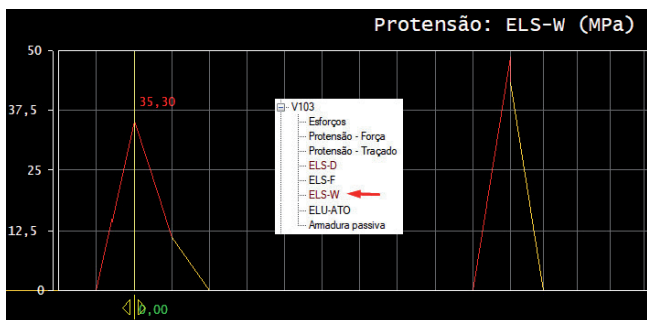 Protensão: ELS-W (MPa)
50
37,5
25
12,5
0
35,30
V103
Esforços
Protensão - Força
Protensão - Traçado
ELS-D
ELS-F
ELS-W
ELU-ATO
Armadura passiva
0,00